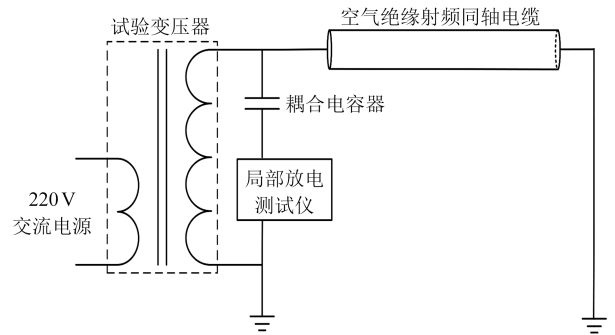 试验变压器
空气绝缘射频同轴电缆
耦合电容器
局部放电
测试仪
220 V
交流电源